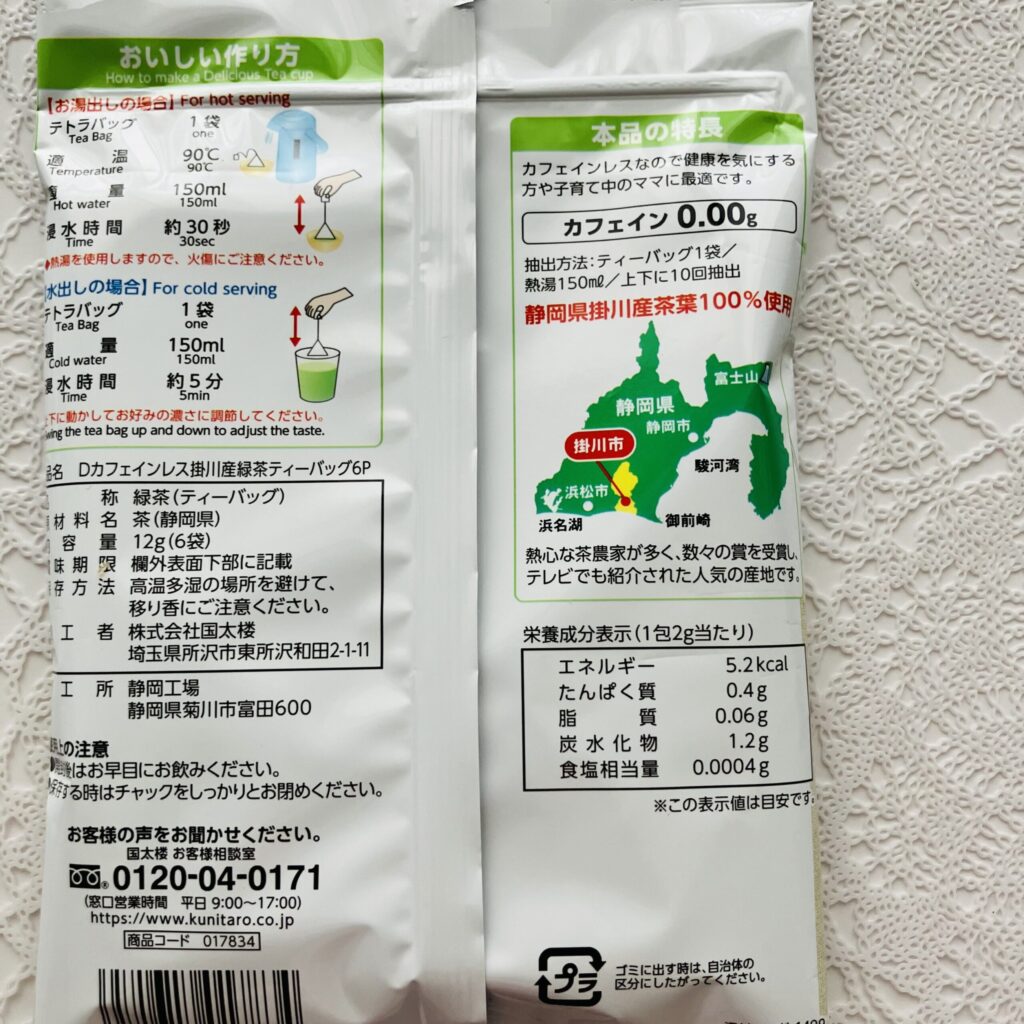 おいしい作り方
How to make a Delicious Tea cup
【お湯出しの場合】For hot serving
テトラバッグ 1袋
Tea Bag one
適温 90℃
Temperature 90℃
量 150ml
Hot water 150ml
浸水時間 約30秒
Time 30sec
◆熱湯を使用しますので、火傷にご注意ください。
水出しの場合】For cold serving
テトラバッグ 1袋
Tea Bag one
適量 150ml
Cold water 150ml
浸水時間 約5分
Time 5min
下に動かしてお好みの濃さに調節してください。
wing the tea bag up and down to adjust the taste.
品名 Dカフェインレス掛川産緑茶ティーバッグ6P
称 緑茶(ティーバッグ)
材料名 茶(静岡県)
内容量 12g(6袋)
味期限 欄外表面下部に記載
存方法 高温多湿の場所を避けて、
移り香にご注意ください。
工者 株式会社国太楼
埼玉県所沢市東所沢和田2-1-11
工所 静岡工場
静岡県菊川市富田600
上の注意
後はお早目にお飲みください。
保存する時はチャックをしっかりとお閉めください。
お客様の声をお聞かせください。
国太楼 お客様相談室
0120-04-0171
(窓口営業時間 平日 9:00～17:00)
https://www.kunitaro.co.jp
商品コード 017834
本品の特長
カフェインレスなので健康を気にする
方や子育て中のママに最適です。
カフェイン 0.00g
抽出方法:ティーバッグ1袋/
熱湯150㎖/上下に10回抽出
静岡県掛川産茶葉100%使用
富士山
静岡県
静岡市
掛川市
駿河湾
浜松市
浜名湖
御前崎
熱心な茶農家が多く、数々の賞を受賞し、
テレビでも紹介された人気の産地です。
栄養成分表示(1包2g当たり)
エネルギー 5.2kcal
たんぱく質 0.4g
脂質 0.06g
炭水化物 1.2g
食塩相当量 0.0004g
※この表示値は目安です。
プラ
ゴミに出す時は、自治体の
区分にしたがってください。